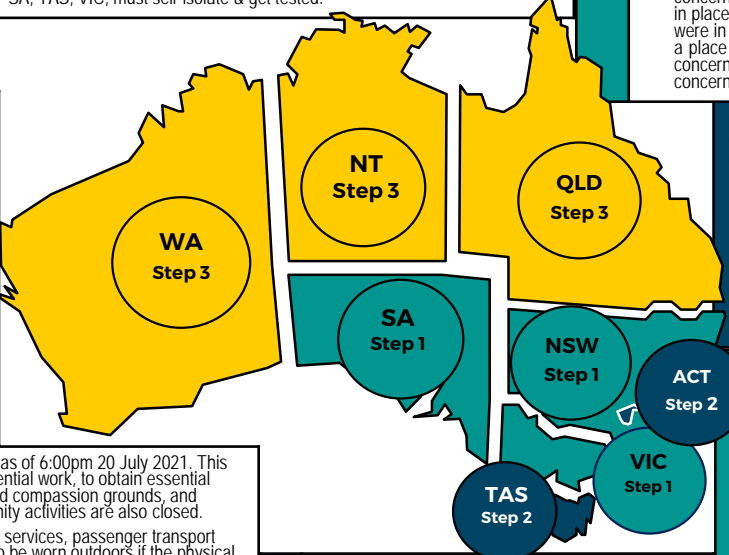 SA, TAS, VIC, must self-isolate & get tested.
in place
were in
a place
concern
concern
NT
Step 3
QLD
Step 3
WA
Step 3
SA
Step 1
NSW
Step 1
ACT
Step 2
VIC
Step 1
TAS
Step 2
as of 6:00pm 20 July 2021. This
ential work, to obtain essential
d compassion grounds, and
nity activities are also closed.
services, passenger transport
be worn outdoors if the physical